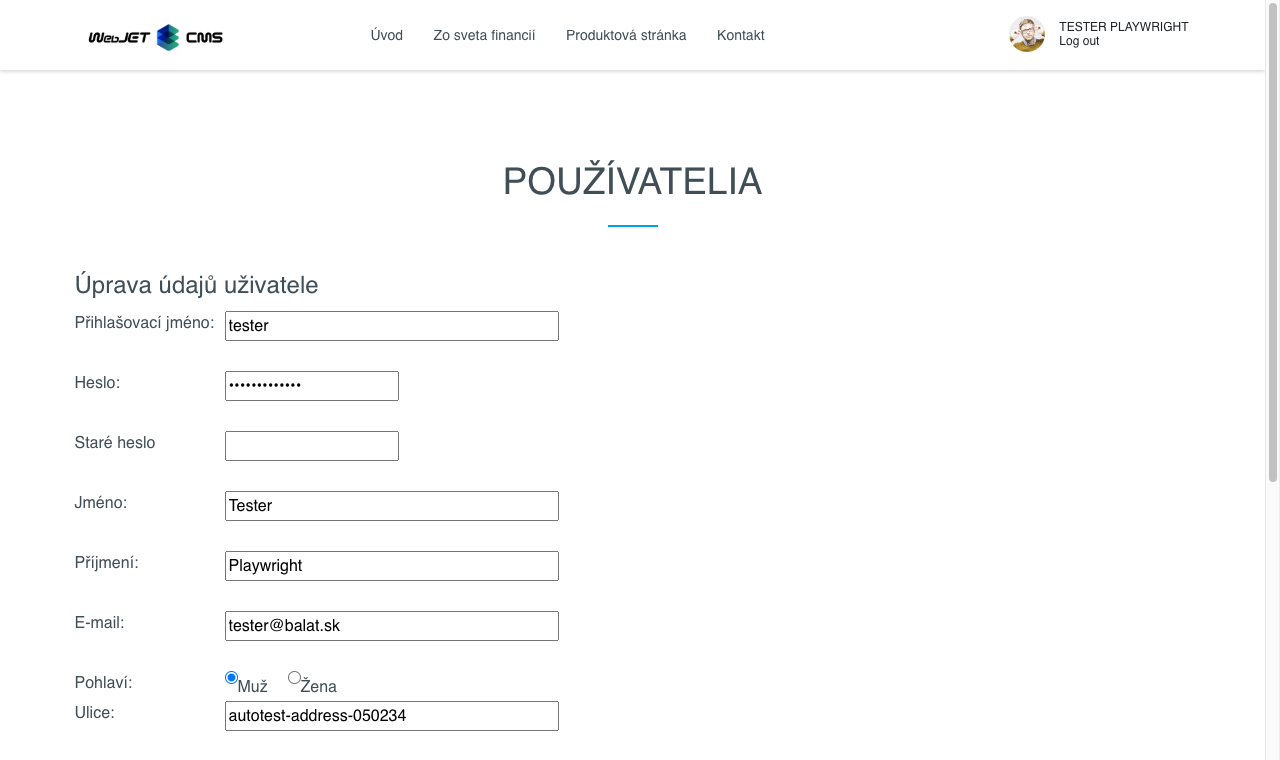 WebJET CMS
Úvod Zo sveta financií Produktová stránka Kontakt
TESTER PLAYWRIGHT
Log out
POUŽÍVATELIA
Úprava údajů uživatele
Přihlašovací jméno: tester
Heslo: •••••••••••••
Staré heslo
Jméno: Tester
Příjmení: Playwright
E-mail: tester@balat.sk
Pohlaví: Muž Žena
Ulice: autotest-address-050234